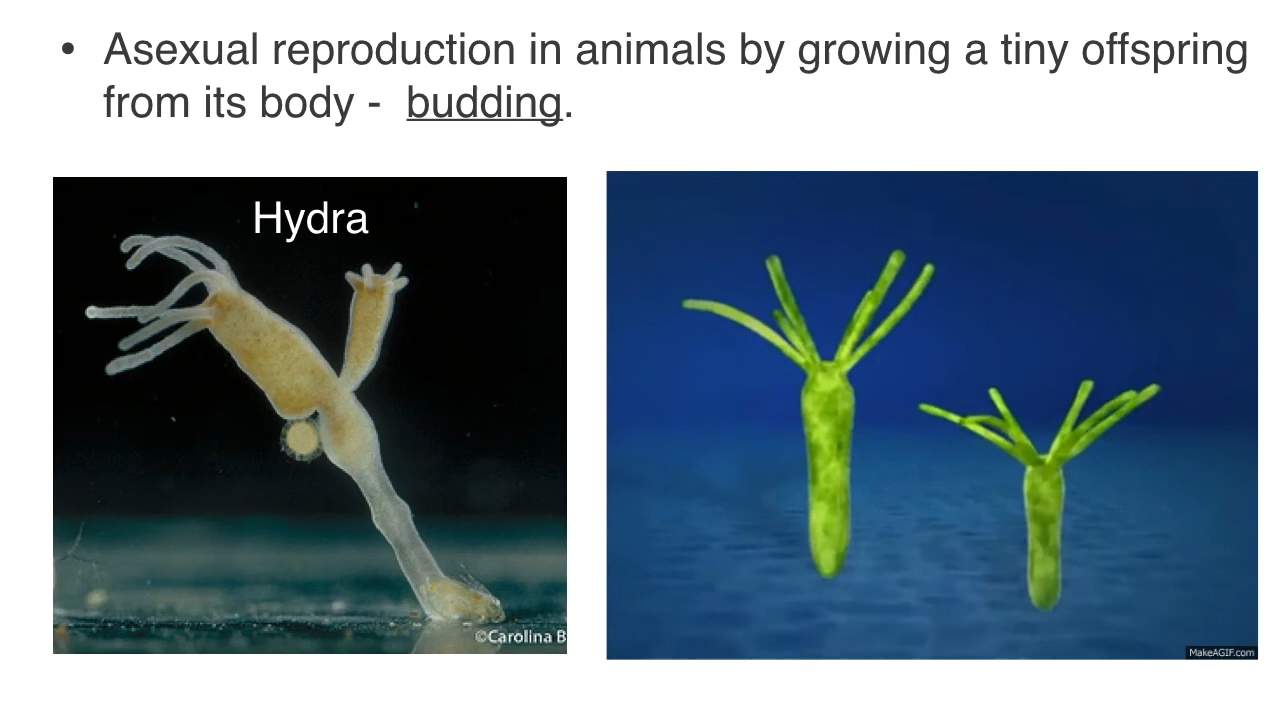 • Asexual reproduction in animals by growing a tiny offspring
from its body - budding.
Hydra
©Carolina B
MakeAGIF.com